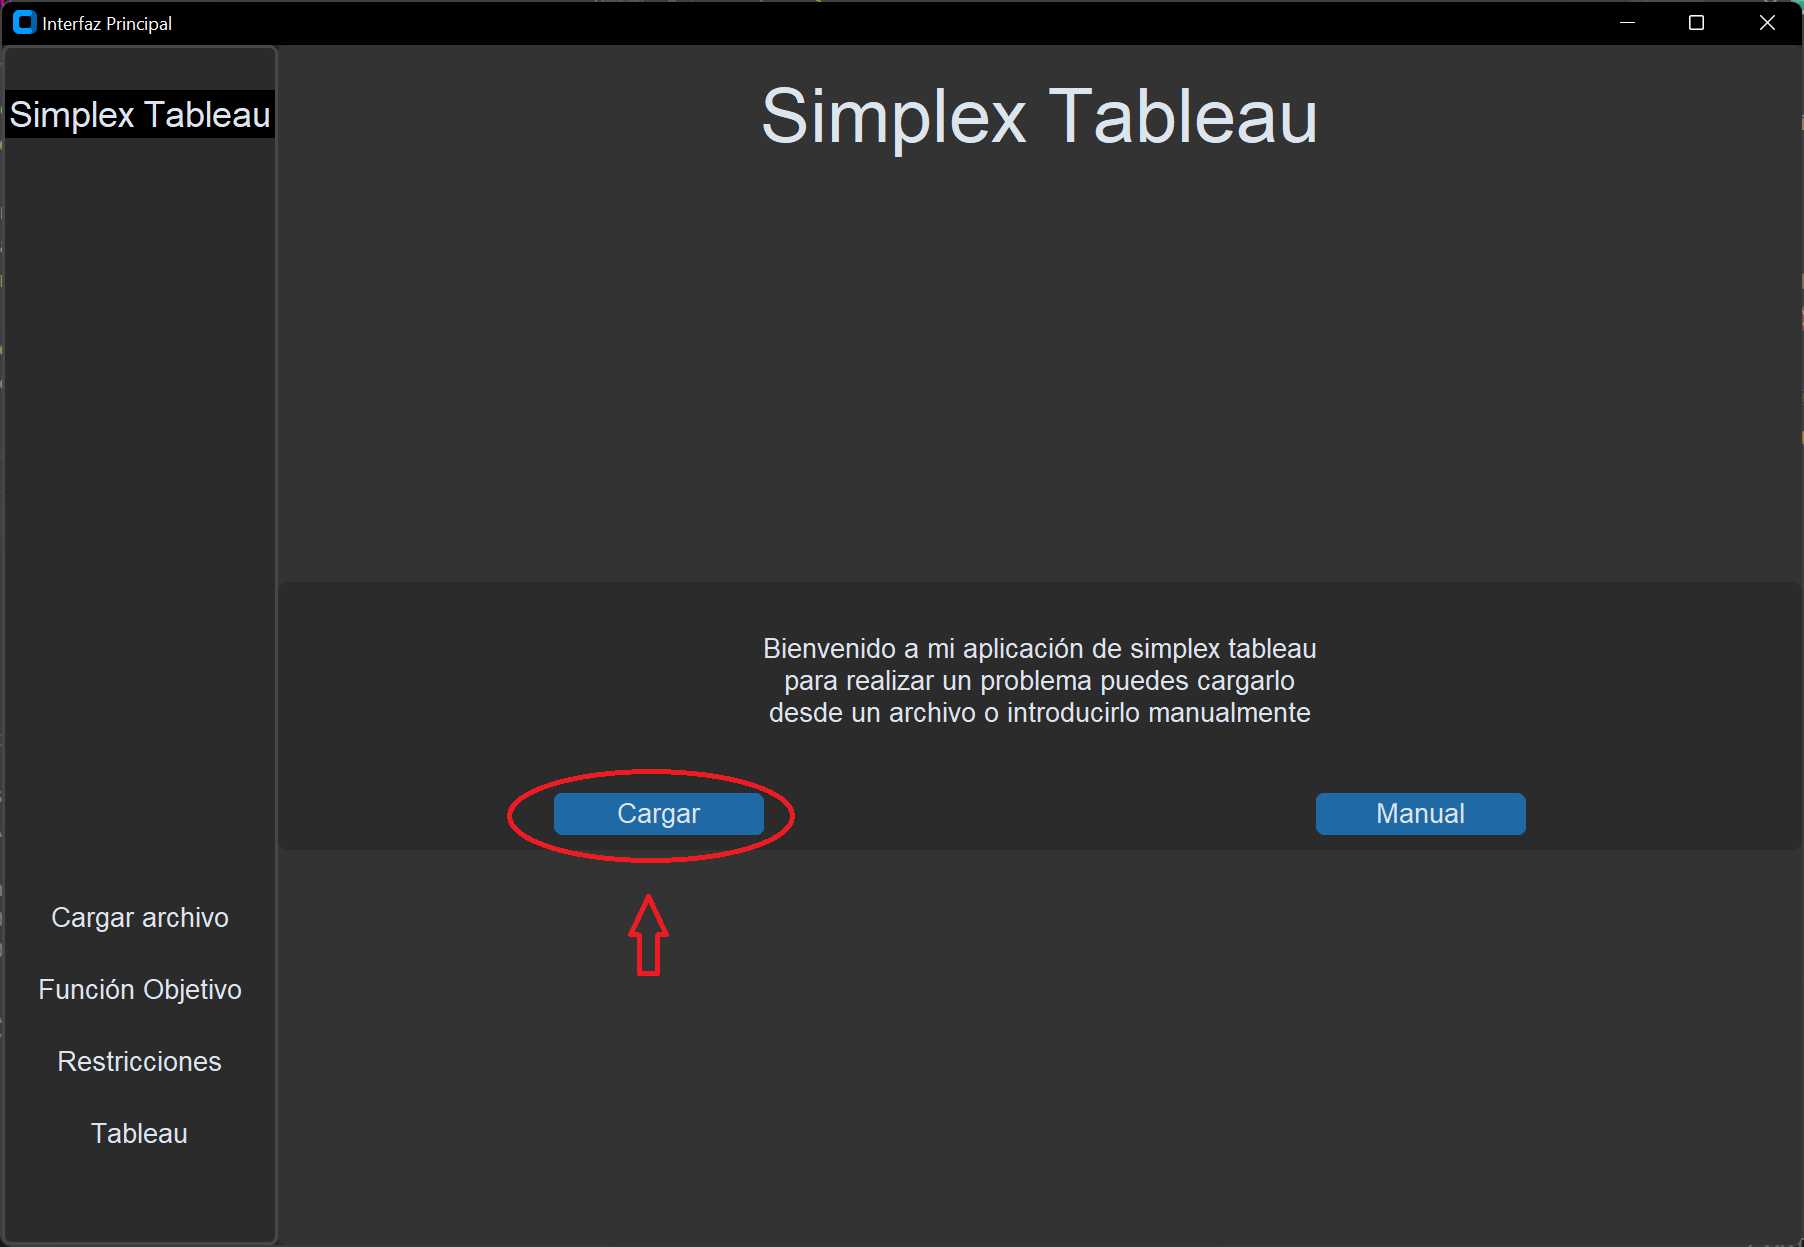 Interfaz Principal
Simplex Tableau
Simplex Tableau
Bienvenido a mi aplicación de simplex tableau
para realizar un problema puedes cargarlo
desde un archivo o introducirlo manualmente
Cargar
Manual
Cargar archivo
Función Objetivo
Restricciones
Tableau